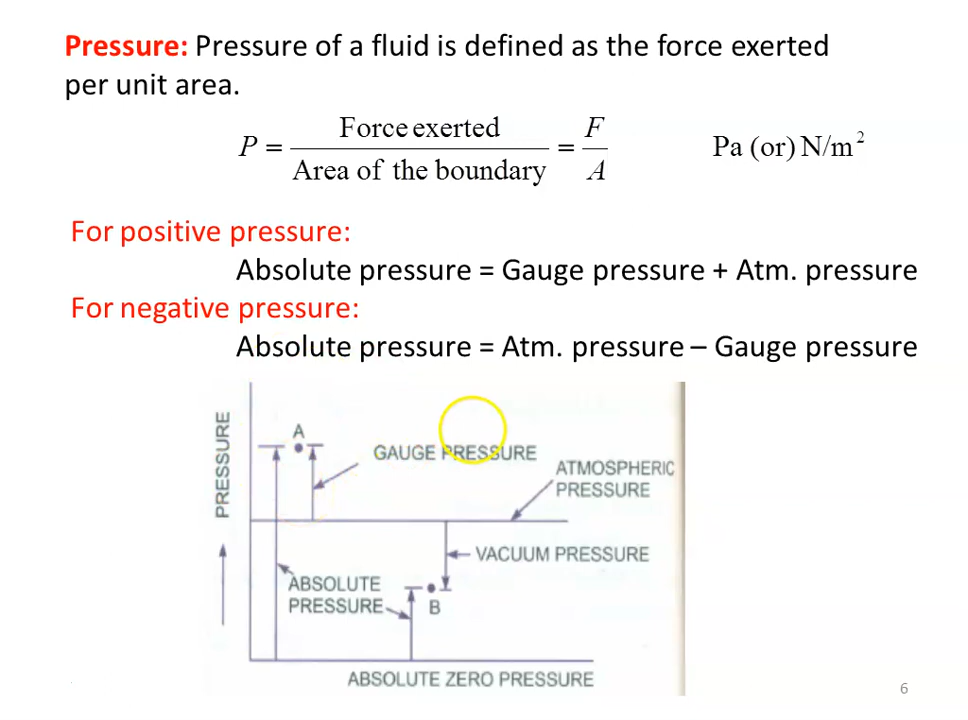 Pressure: Pressure of a fluid is defined as the force exerted
per unit area.
P = Force exerted / Area of the boundary = F / A Pa (or) N/m²
For positive pressure:
Absolute pressure = Gauge pressure + Atm. pressure
For negative pressure:
Absolute pressure = Atm. pressure – Gauge pressure
PRESSURE
A
GAUGE PRESSURE
ATMOSPHERIC
PRESSURE
VACUUM PRESSURE
ABSOLUTE
PRESSURE
B
ABSOLUTE ZERO PRESSURE
6